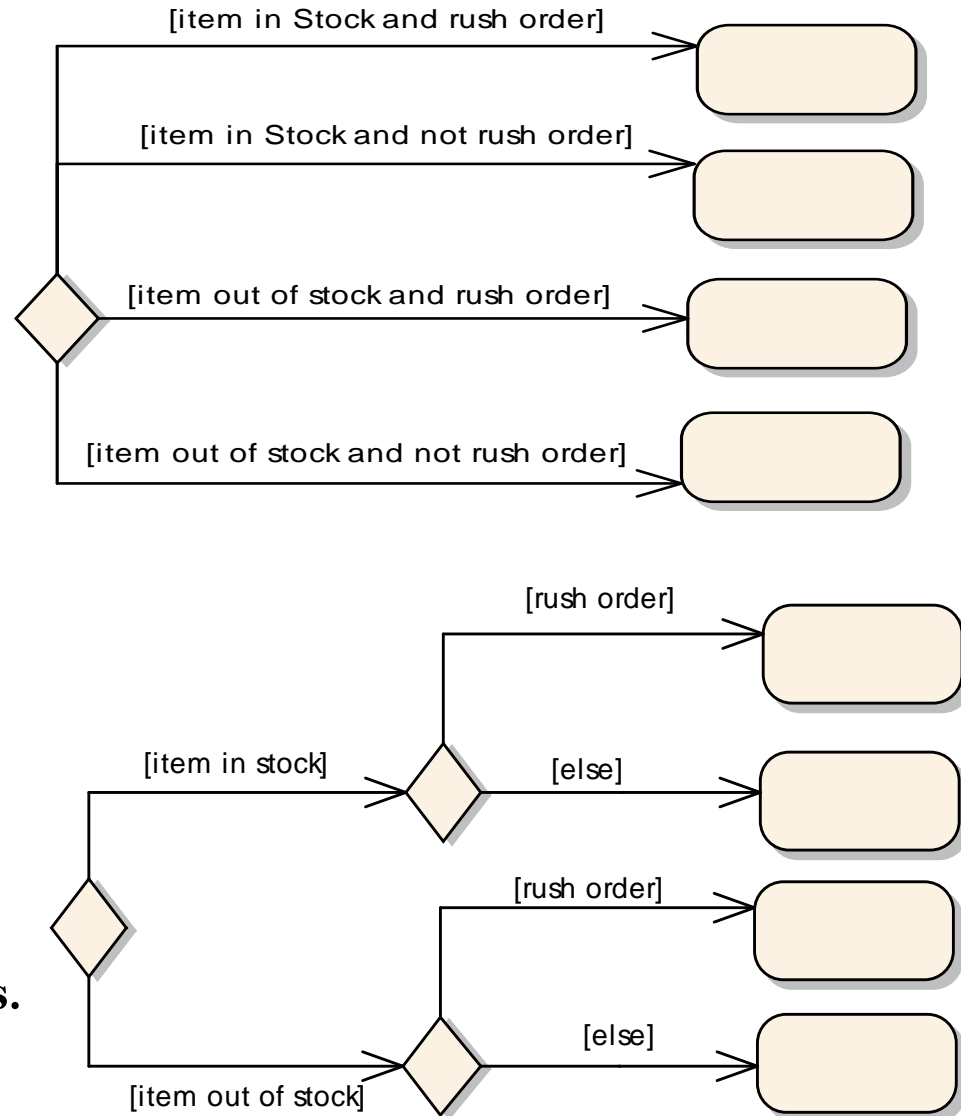 [item in Stock and rush order]
[item in Stock and not rush order]
[item out of stock and rush order]
[item out of stock and not rush order]
[rush order]
[item in stock]
[else]
[rush order]
s.
[else]
[item out of stock]